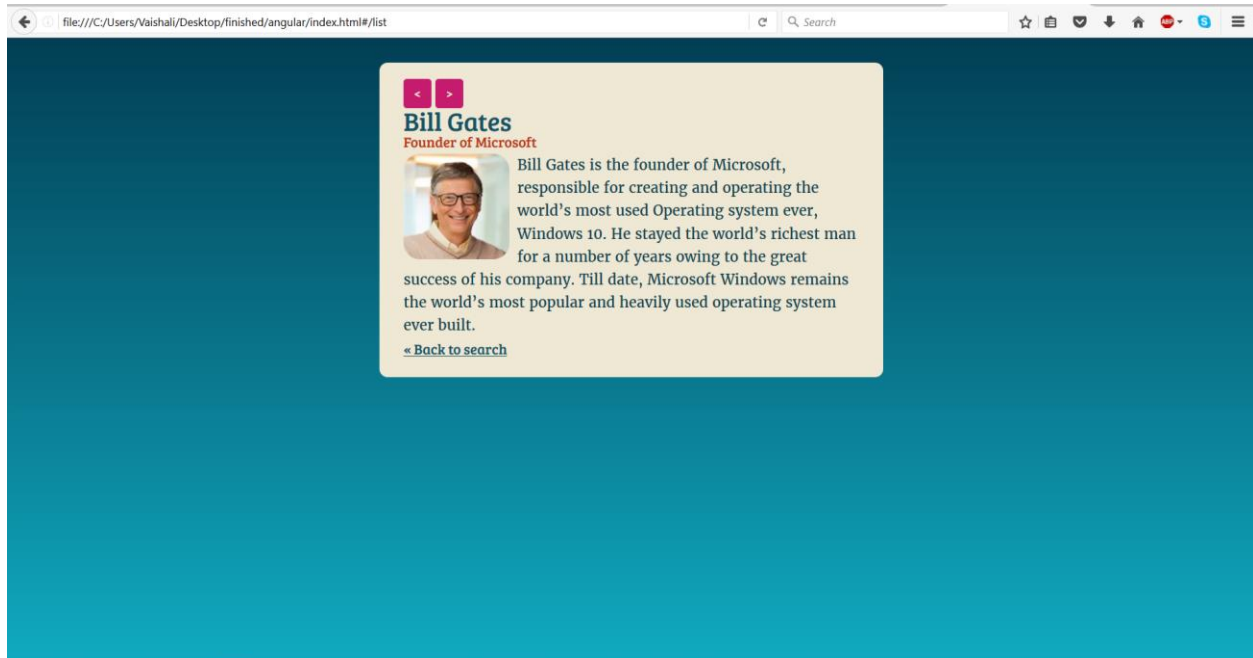 file:///C:/Users/Vaishali/Desktop/finished/angular/index.html#/list
Search
ABP
S
< >
Bill Gates
Founder of Microsoft
Bill Gates is the founder of Microsoft,
responsible for creating and operating the
world’s most used Operating system ever,
Windows 10. He stayed the world’s richest man
for a number of years owing to the great
success of his company. Till date, Microsoft Windows remains
the world’s most popular and heavily used operating system
ever built.
« Back to search